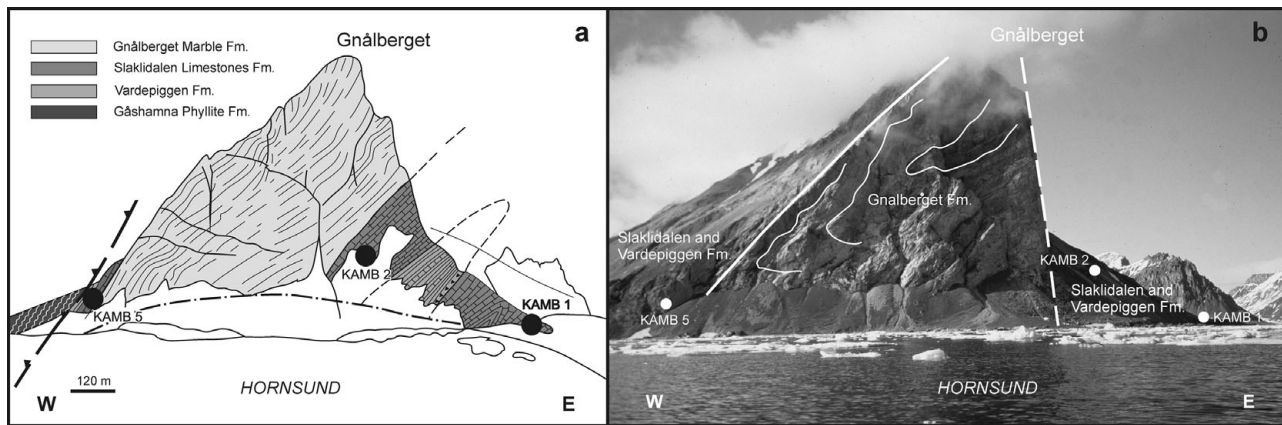 a
Gnålberget
Gnålberget Marble Fm.
Slaklidalen Limestones Fm.
Vardepiggen Fm.
Gåshamna Phyllite Fm.
KAMB 2
KAMB 1
KAMB 5
120 m
HORNSUND
W
E
b
Gnålberget
Gnalberget Fm.
Slaklidalen and
Vardepiggen Fm.
KAMB 2
Slaklidalen and
Vardepiggen Fm.
KAMB 5
KAMB 1
HORNSUND
W
E